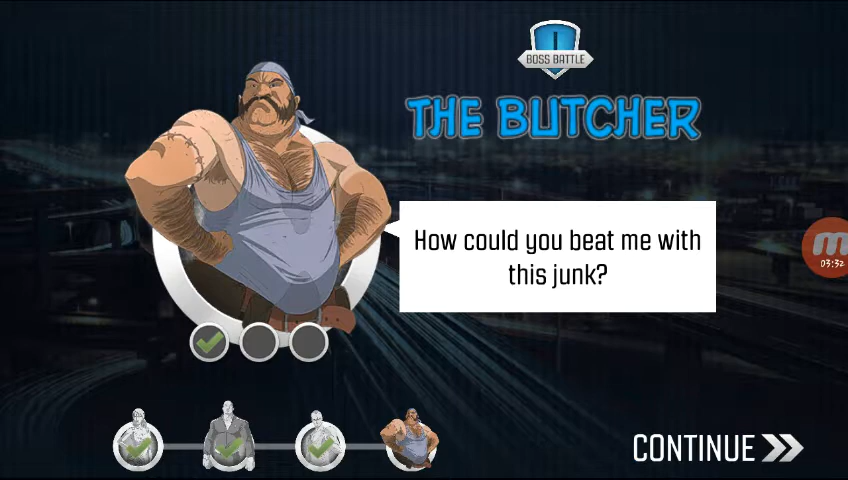 I
BOSS BATTLE
THE BUTCHER
How could you beat me with
this junk?
03:32
CONTINUE